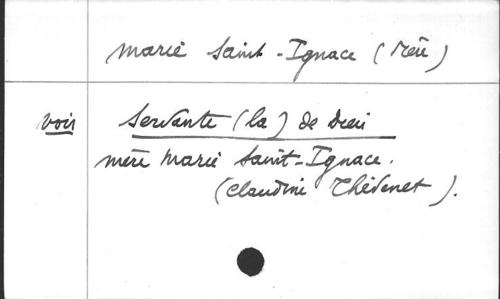 Marie Saint-Ignace (Mère)
voir Servante (la) de Dieu
mère Marie Saint-Ignace.
(Claudine Thévenet).